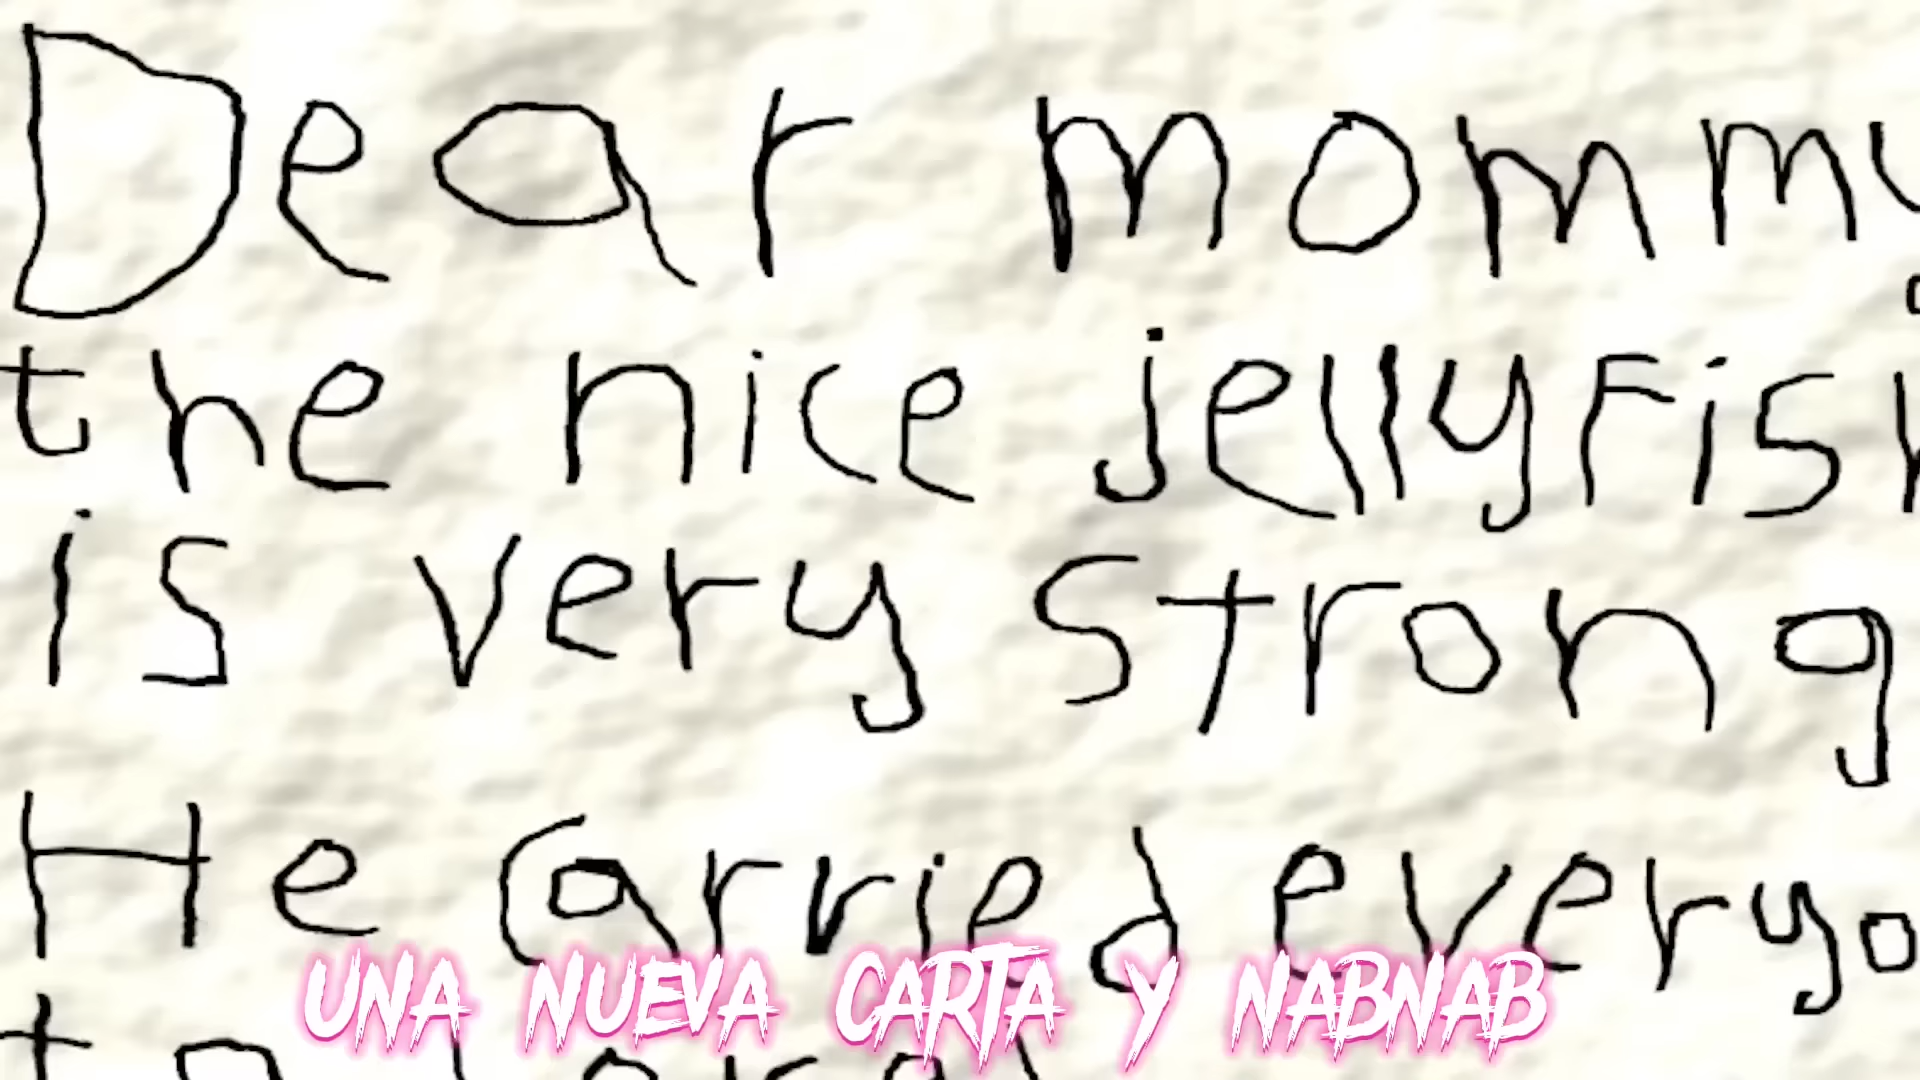 Dear mommy
the nice jellyFish
is very strong
He carried everyo
UNA NUEVA CARTA Y NABNAB